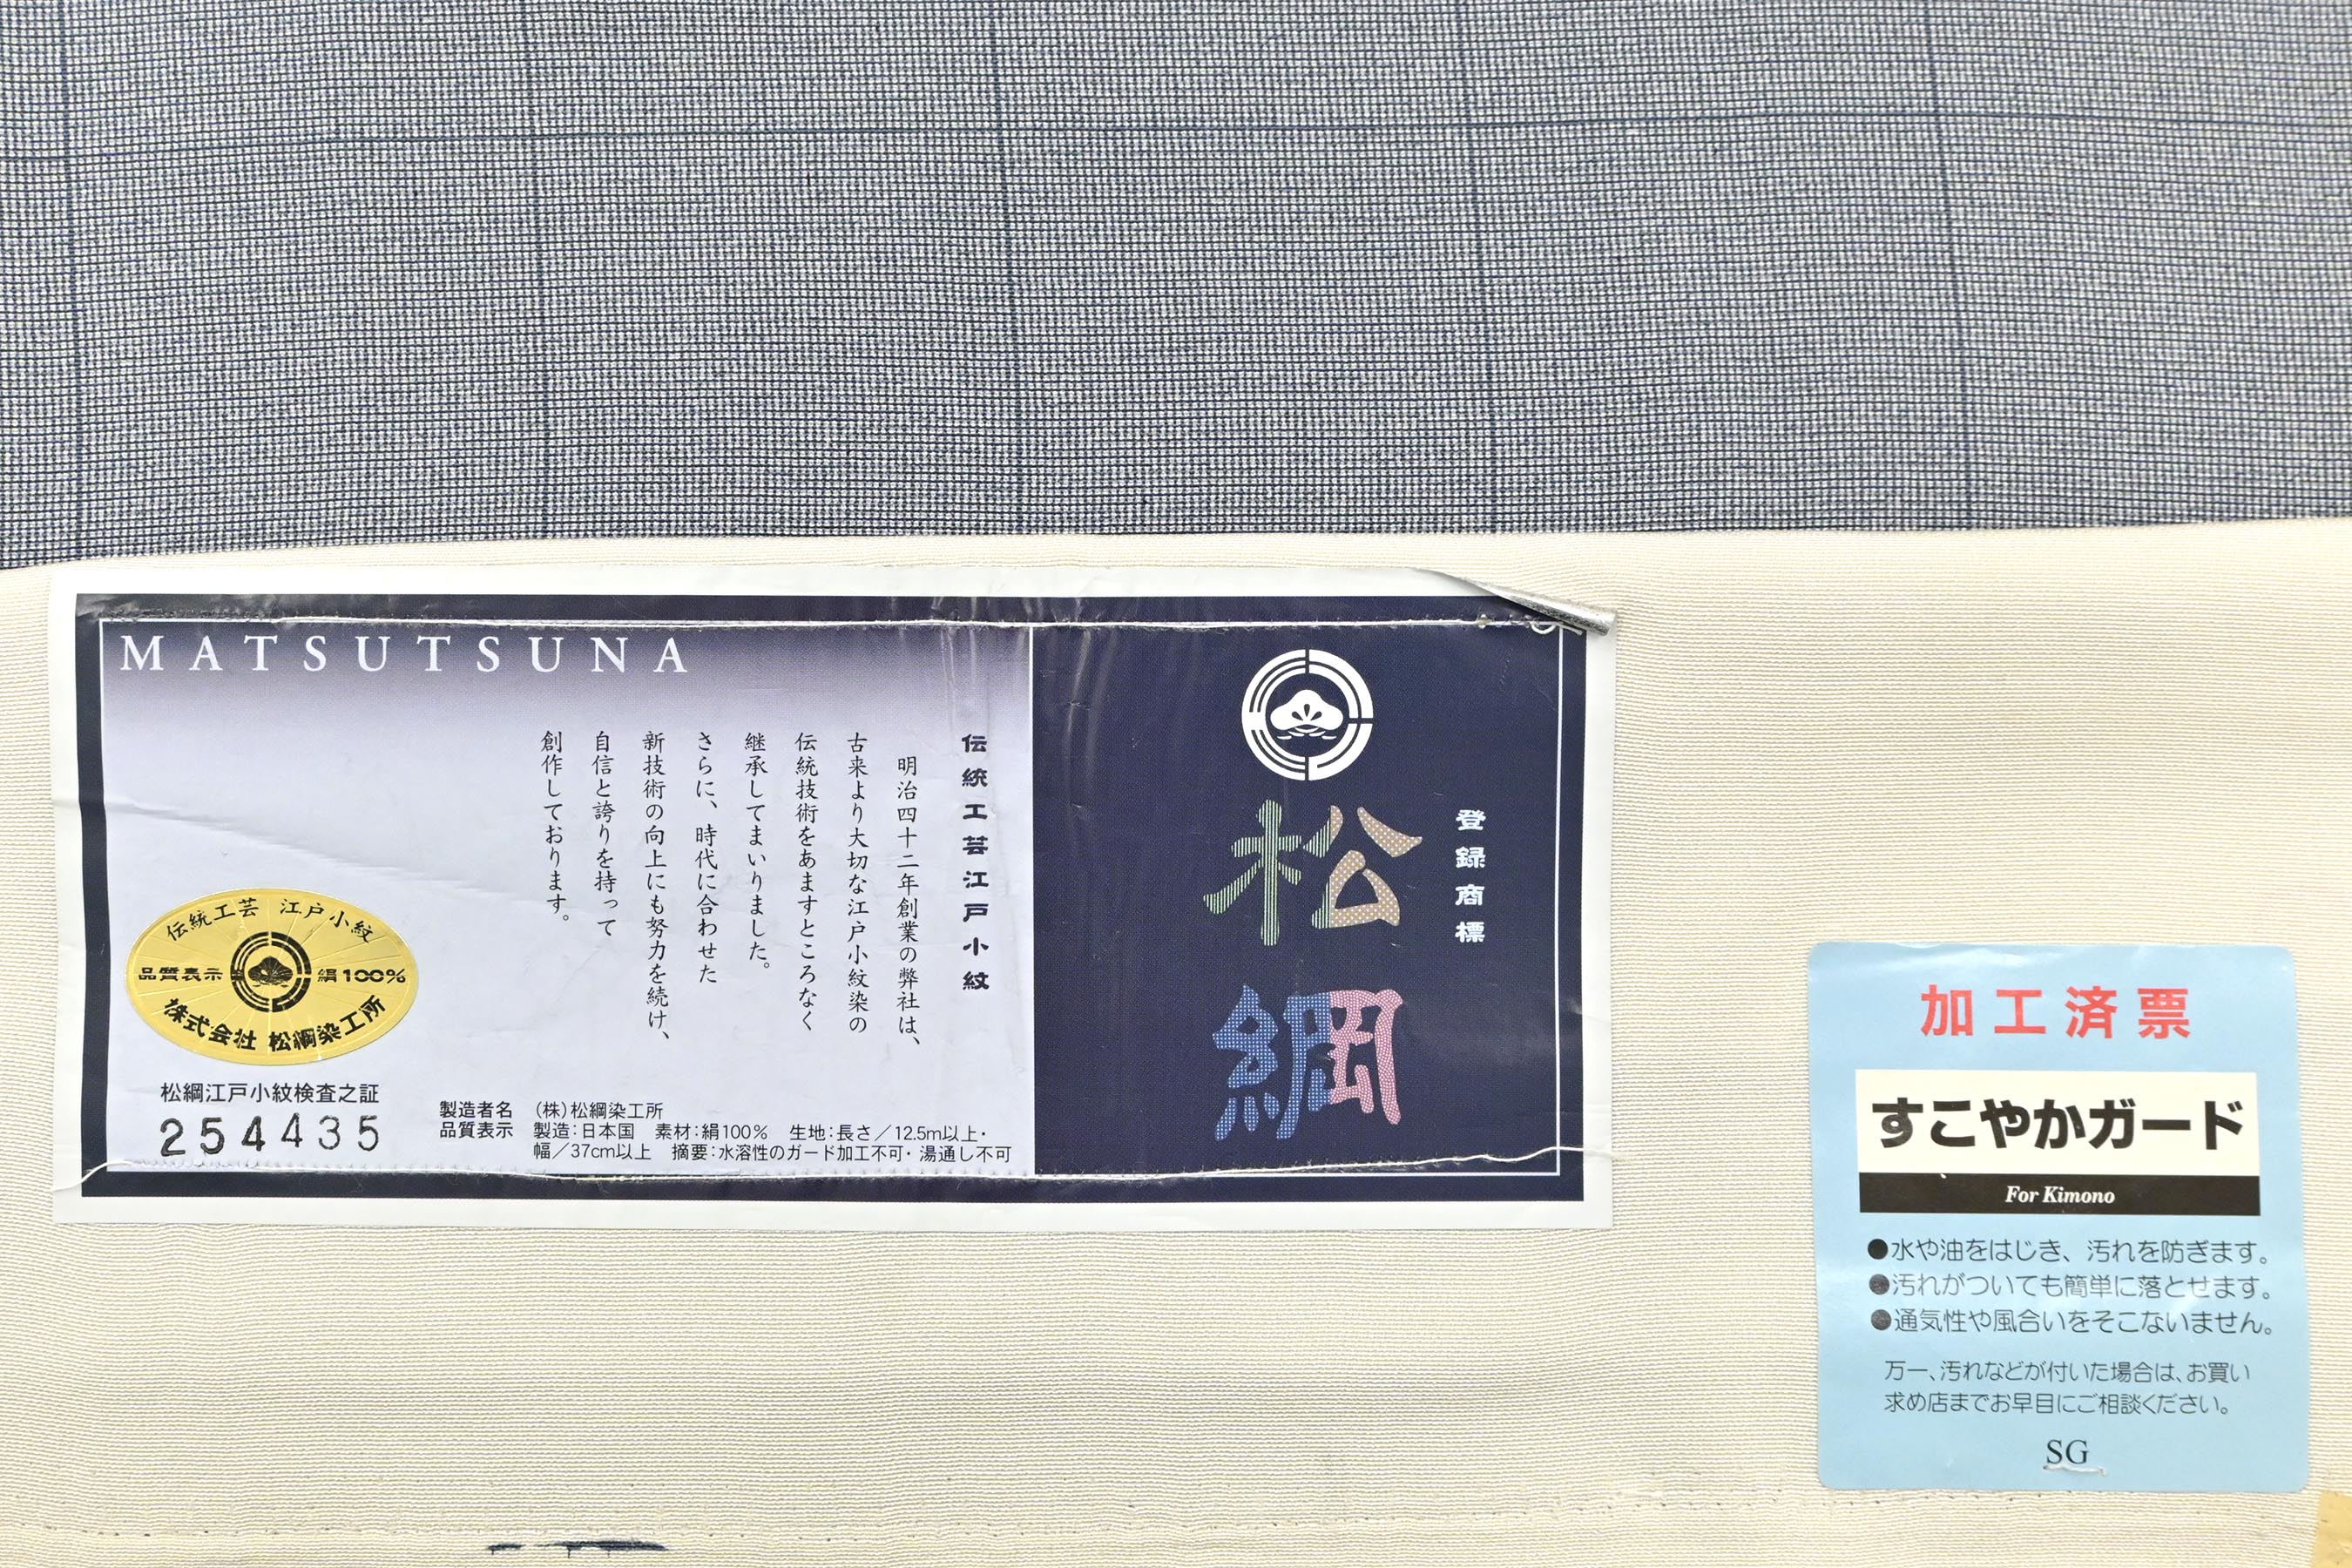 MATSUTSUNA
登録商標
松綱
伝統工芸江戸小紋
明治四十二年創業の弊社は、
古来より大切な江戸小紋染の
伝統技術をあますところなく
継承してまいりました。
さらに、時代に合わせた
新技術の向上にも努力を続け、
自信と誇りを持って
創作しております。
伝統工芸 江戸小紋
品質表示 絹100%
株式会社 松綱染工所
松綱江戸小紋検査之証
254435
製造者名 (株)松綱染工所
品質表示 製造:日本国 素材:絹100% 生地:長さ/12.5m以上・
幅/37cm以上 摘要:水溶性のガード加工不可・湯通し不可
加工済票
すこやかガード
For Kimono
●水や油をはじき、汚れを防ぎます。
●汚れがついても簡単に落とせます。
●通気性や風合いをそこないません。
万一、汚れなどが付いた場合は、お買い
求め店までお早目にご相談ください。
SG